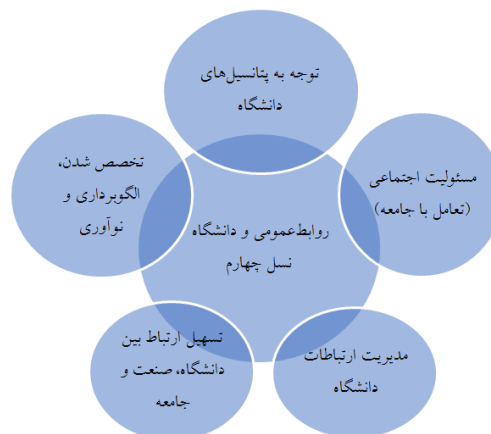 توجه به پتانسیل‌های
دانشگاه
مسئولیت اجتماعی
(تعامل با جامعه)
تخصص شدن،
الگوبرداری و
نوآوری
روابط‌عمومی و دانشگاه
نسل چهارم
مدیریت ارتباطات
دانشگاه
تسهیل ارتباط بین
دانشگاه، صنعت و
جامعه